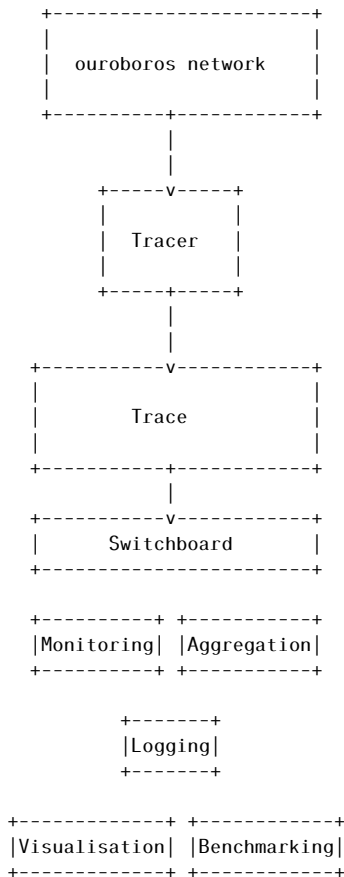 ouroboros network
Tracer
Trace
Switchboard
Monitoring Aggregation
Logging
Visualisation Benchmarking